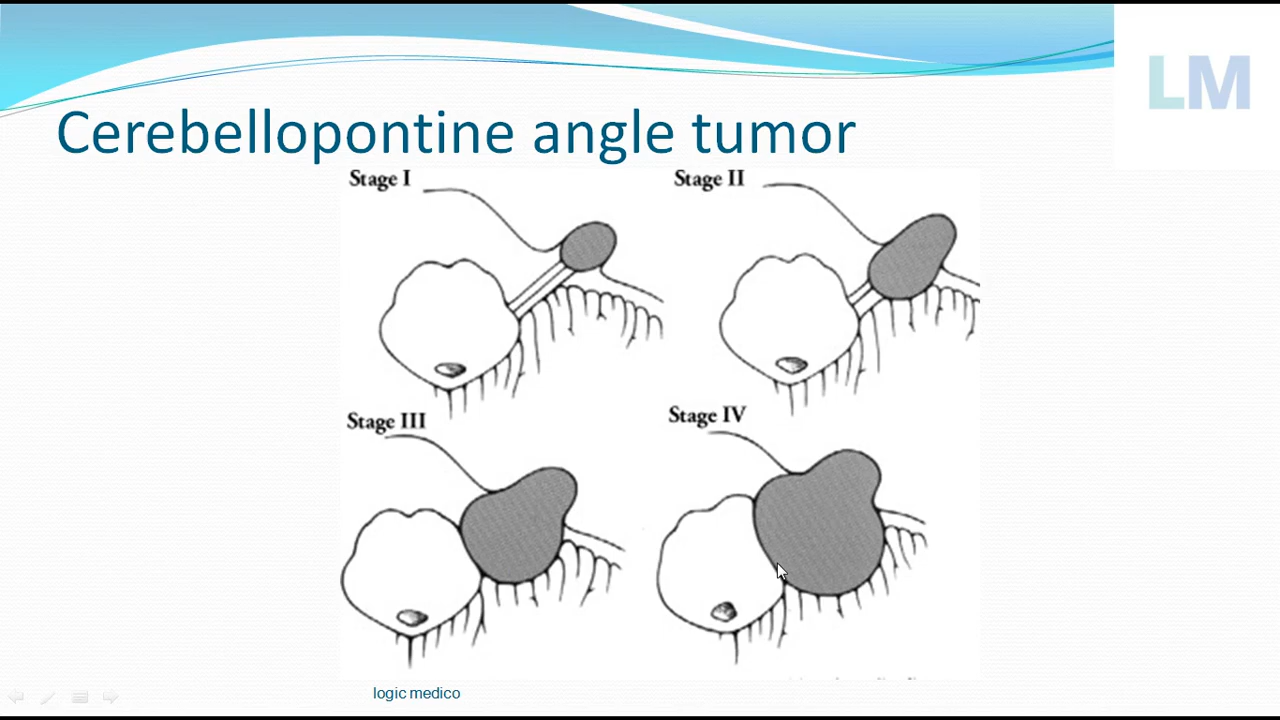 LM
Cerebellopontine angle tumor
Stage I
Stage II
Stage III
Stage IV
logic medico